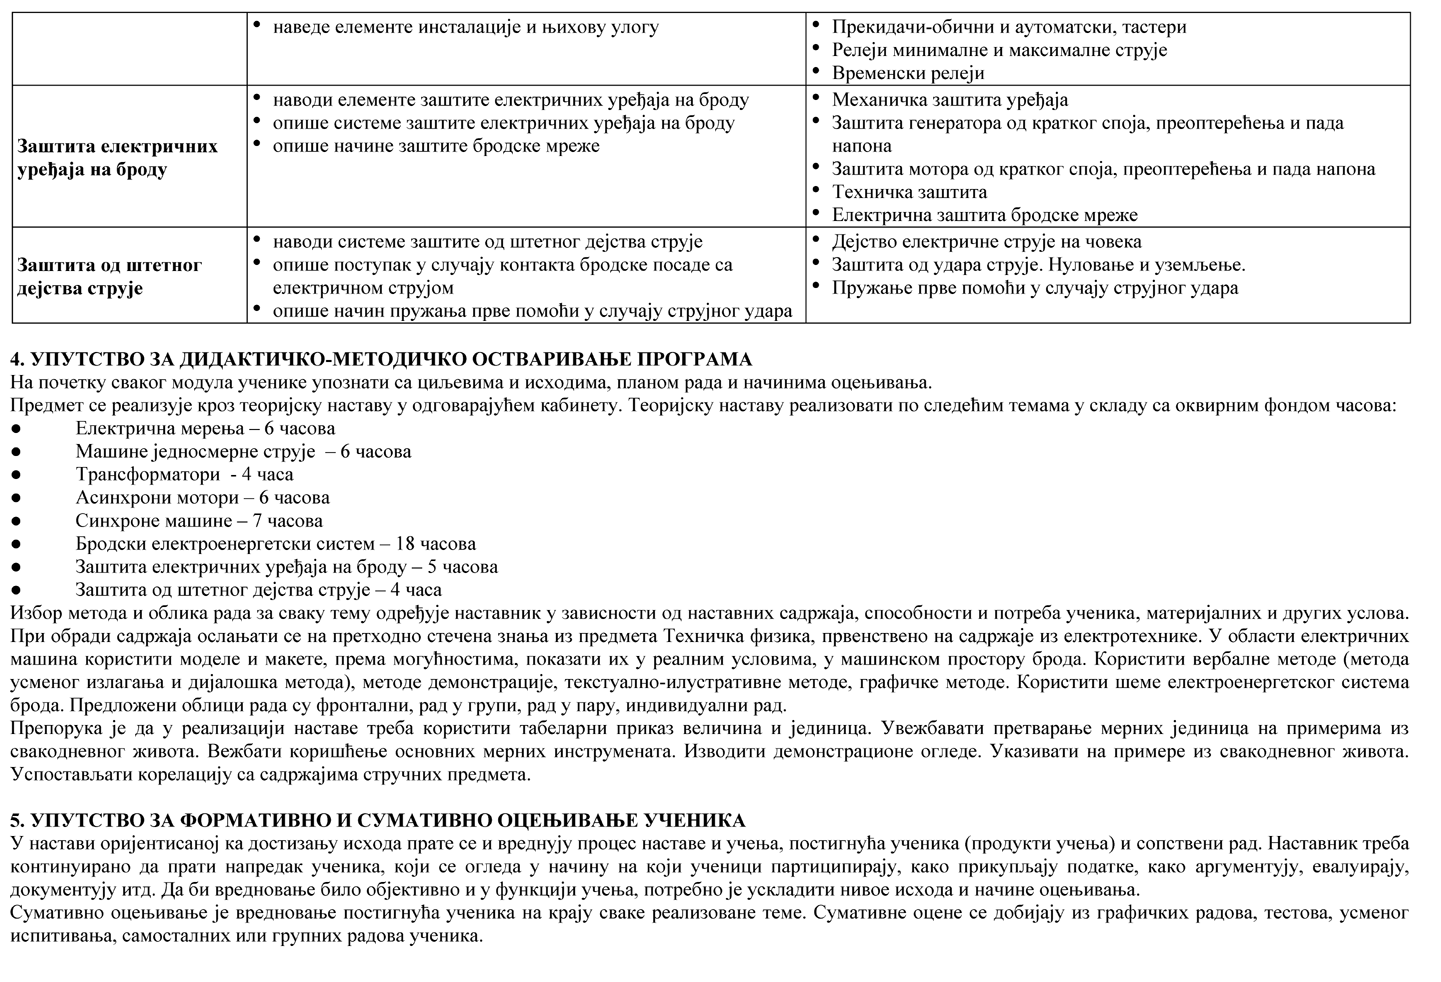 • наведе елементе инсталације и њихову улогу
• Прекидачи-обични и аутоматски, тастери
• Релеји минималне и максималне струје
• Временски релеји
Заштита електричних
уређаја на броду
• наводи елементе заштите електричних уређаја на броду
• опише системе заштите електричних уређаја на броду
• опише начине заштите бродске мреже
• Механичка заштита уређаја
• Заштита генератора од кратког споја, преоптерећења и пада
напона
• Заштита мотора од кратког споја, преоптерећења и пада напона
• Техничка заштита
• Електрична заштита бродске мреже
Заштита од штетног
дејства струје
• наводи системе заштите од штетног дејства струје
• опише поступак у случају контакта бродске посаде са
електричном струјом
• опише начин пружања прве помоћи у случају струјног удара
• Дејство електричне струје на човека
• Заштита од удара струје. Нуловање и уземљење.
• Пружање прве помоћи у случају струјног удара
4. УПУТСТВО ЗА ДИДАКТИЧКО-МЕТОДИЧКО ОСТВАРИВАЊЕ ПРОГРАМА
На почетку сваког модула ученике упознати са циљевима и исходима, планом рада и начинима оцењивања.
Предмет се реализује кроз теоријску наставу у одговарајућем кабинету. Теоријску наставу реализовати по следећим темама у складу са оквирним фондом часова:
● Електрична мерења – 6 часова
● Машине једносмерне струје – 6 часова
● Трансформатори - 4 часа
● Асинхрони мотори – 6 часова
● Синхроне машине – 7 часова
● Бродски електроенергетски систем – 18 часова
● Заштита електричних уређаја на броду – 5 часова
● Заштита од штетног дејства струје – 4 часа
Избор метода и облика рада за сваку тему одређује наставник у зависности од наставних садржаја, способности и потреба ученика, материјалних и других услова.
При обради садржаја ослањати се на претходно стечена знања из предмета Техничка физика, првенствено на садржаје из електротехнике. У области електричних
машина користити моделе и макете, према могућностима, показати их у реалним условима, у машинском простору брода. Користити вербалне методе (метода
усменог излагања и дијалошка метода), методе демонстрације, текстуално-илустративне методе, графичке методе. Користити шеме електроенергетског система
брода. Предложени облици рада су фронтални, рад у групи, рад у пару, индивидуални рад.
Препорука је да у реализацији наставе треба користити табеларни приказ величина и јединица. Увежбавати претварање мерних јединица на примерима из
свакодневног живота. Вежбати коришћење основних мерних инструмената. Изводити демонстрационе огледе. Указивати на примере из свакодневног живота.
Успостављати корелацију са садржајима стручних предмета.
5. УПУТСТВО ЗА ФОРМАТИВНО И СУМАТИВНО ОЦЕЊИВАЊЕ УЧЕНИКА
У настави оријентисаној ка достизању исхода прате се и вреднују процес наставе и учења, постигнућа ученика (продукти учења) и сопствени рад. Наставник треба
континуирано да прати напредак ученика, који се огледа у начину на који ученици партиципирају, како прикупљају податке, како аргументују, евалуирају,
документују итд. Да би вредновање било објективно и у функцији учења, потребно је ускладити нивое исхода и начине оцењивања.
Сумативно оцењивање је вредновање постигнућа ученика на крају сваке реализоване теме. Сумативне оцене се добијају из графичких радова, тестова, усменог
испитивања, самосталних или групних радова ученика.